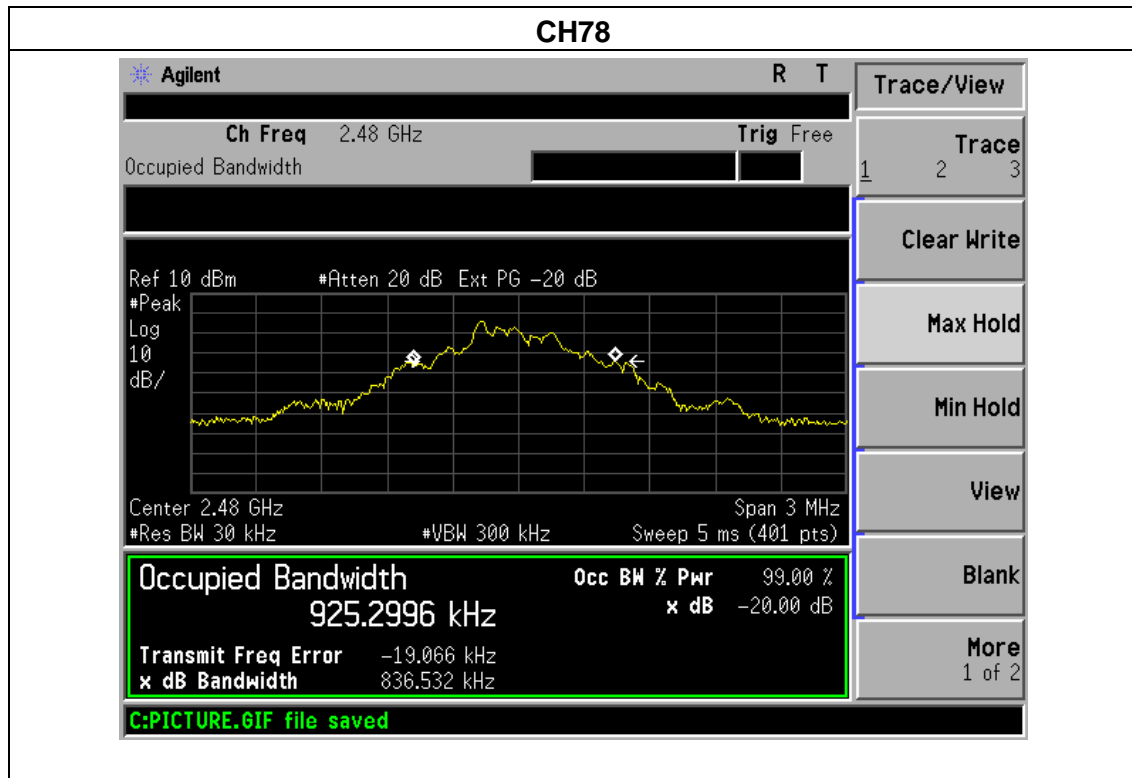 CH78
Agilent R T
Ch Freq 2.48 GHz Trig Free
Occupied Bandwidth
Ref 10 dBm #Atten 20 dB Ext PG -20 dB
#Peak
Log
10
dB/
Center 2.48 GHz Span 3 MHz
#Res BW 30 kHz #VBW 300 kHz Sweep 5 ms (401 pts)
Occupied Bandwidth Occ BW % Pwr 99.00 %
925.2996 kHz x dB -20.00 dB
Transmit Freq Error -19.066 kHz
x dB Bandwidth 836.532 kHz
C:PICTURE.GIF file saved
Trace/View
Trace
1 2 3
Clear Write
Max Hold
Min Hold
View
Blank
More
1 of 2